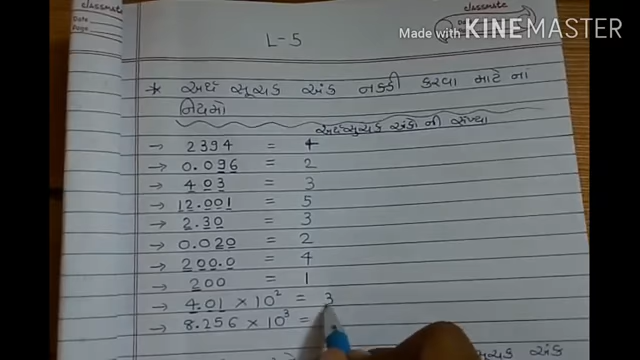 classmate
Date
Page
classmate
Made with KINEMASTER
L-5
* અર્થ સૂચક અંક નક્કી કરવા માટે નાં
નિયમો
અર્થસૂચક અંકો ની સંખ્યા
→ 2394 = 4
→ 0.096 = 2
→ 403 = 3
→ 12.001 = 5
→ 2.30 = 3
→ 0.020 = 2
→ 200.0 = 4
→ 200 = 1
→ 4.01 × 10² = 3
→ 8.256 × 10³ =
અંક